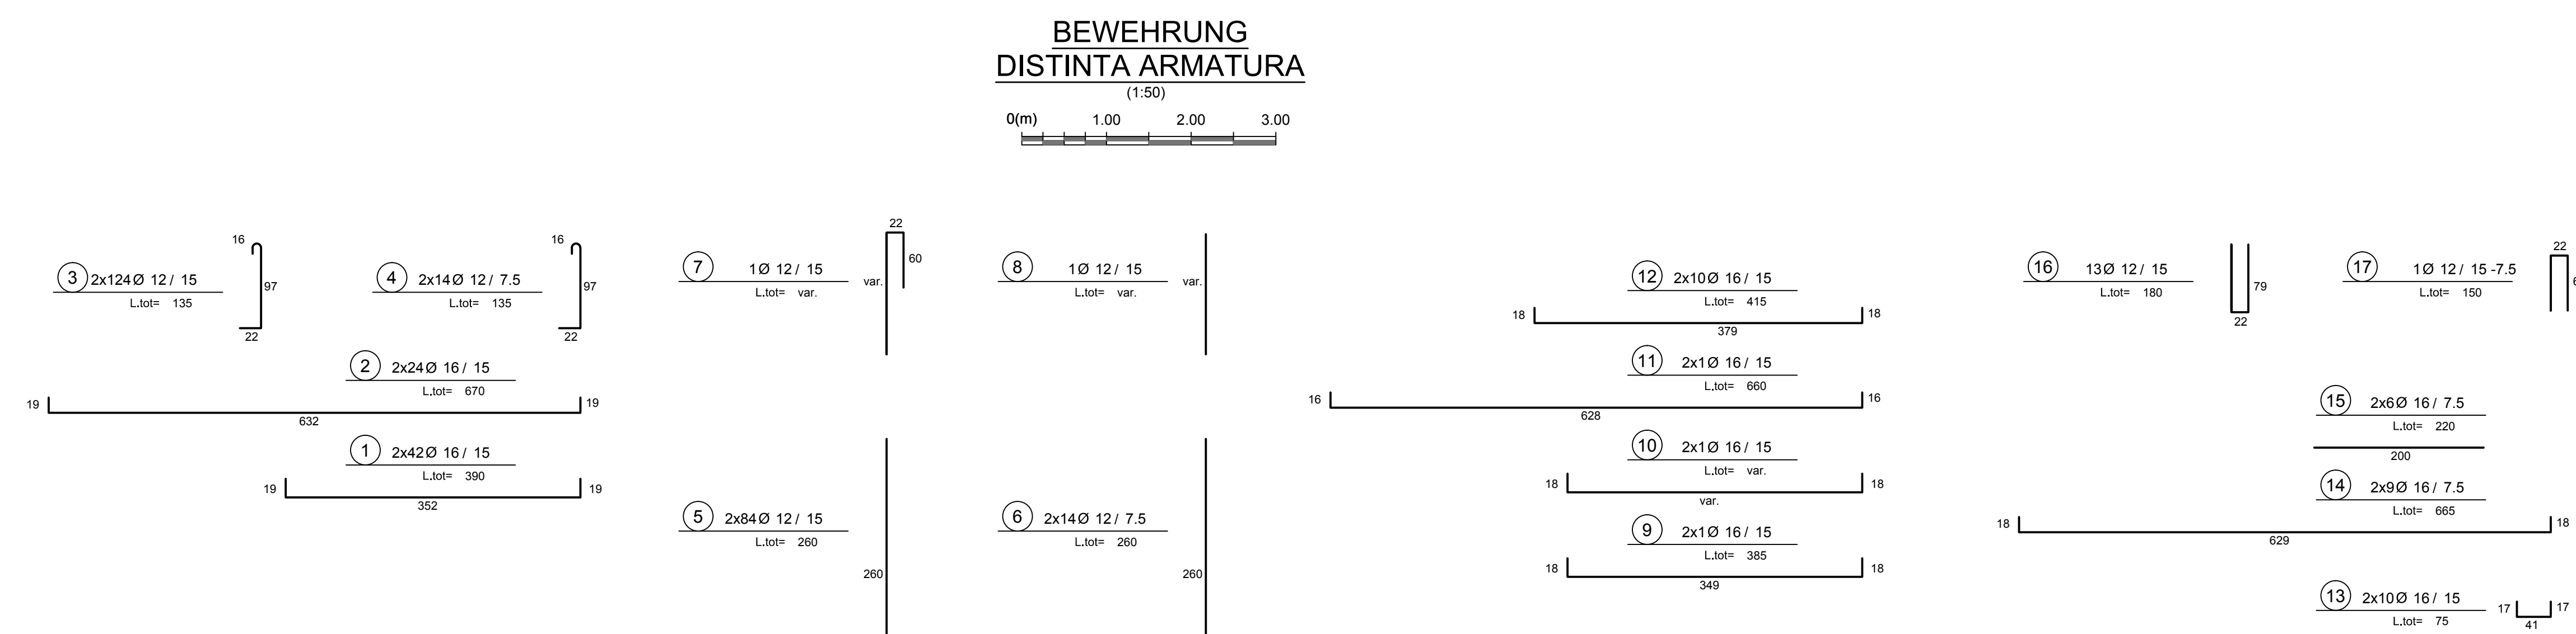 BEWEHRUNG
DISTINTA ARMATURA
(1:50)
0(m) 1.00 2.00 3.00
3 2x124Ø 12 / 15
L.tot= 135
16
97
22
4 2x14Ø 12 / 7.5
L.tot= 135
16
97
22
2 2x24Ø 16 / 15
L.tot= 670
19 19
632
1 2x42Ø 16 / 15
L.tot= 390
19 19
352
7 1Ø 12 / 15
L.tot= var.
22
60
var.
8 1Ø 12 / 15
L.tot= var.
var.
5 2x84Ø 12 / 15
L.tot= 260
260
6 2x14Ø 12 / 7.5
L.tot= 260
260
12 2x10Ø 16 / 15
L.tot= 415
18 18
379
11 2x1Ø 16 / 15
L.tot= 660
16 16
628
10 2x1Ø 16 / 15
L.tot= var.
18 18
var.
9 2x1Ø 16 / 15
L.tot= 385
18 18
349
16 13Ø 12 / 15
L.tot= 180
79
22
17 1Ø 12 / 15 -7.5
L.tot= 150
22
15 2x6Ø 16 / 7.5
L.tot= 220
200
14 2x9Ø 16 / 7.5
L.tot= 665
18 18
629
13 2x10Ø 16 / 15
L.tot= 75
17 17
41